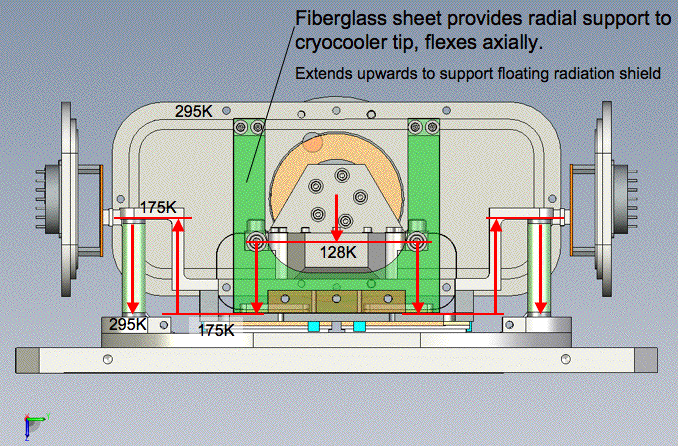 Fiberglass sheet provides radial support to
cryocooler tip, flexes axially.
Extends upwards to support floating radiation shield
295K
175K
128K
295K
175K